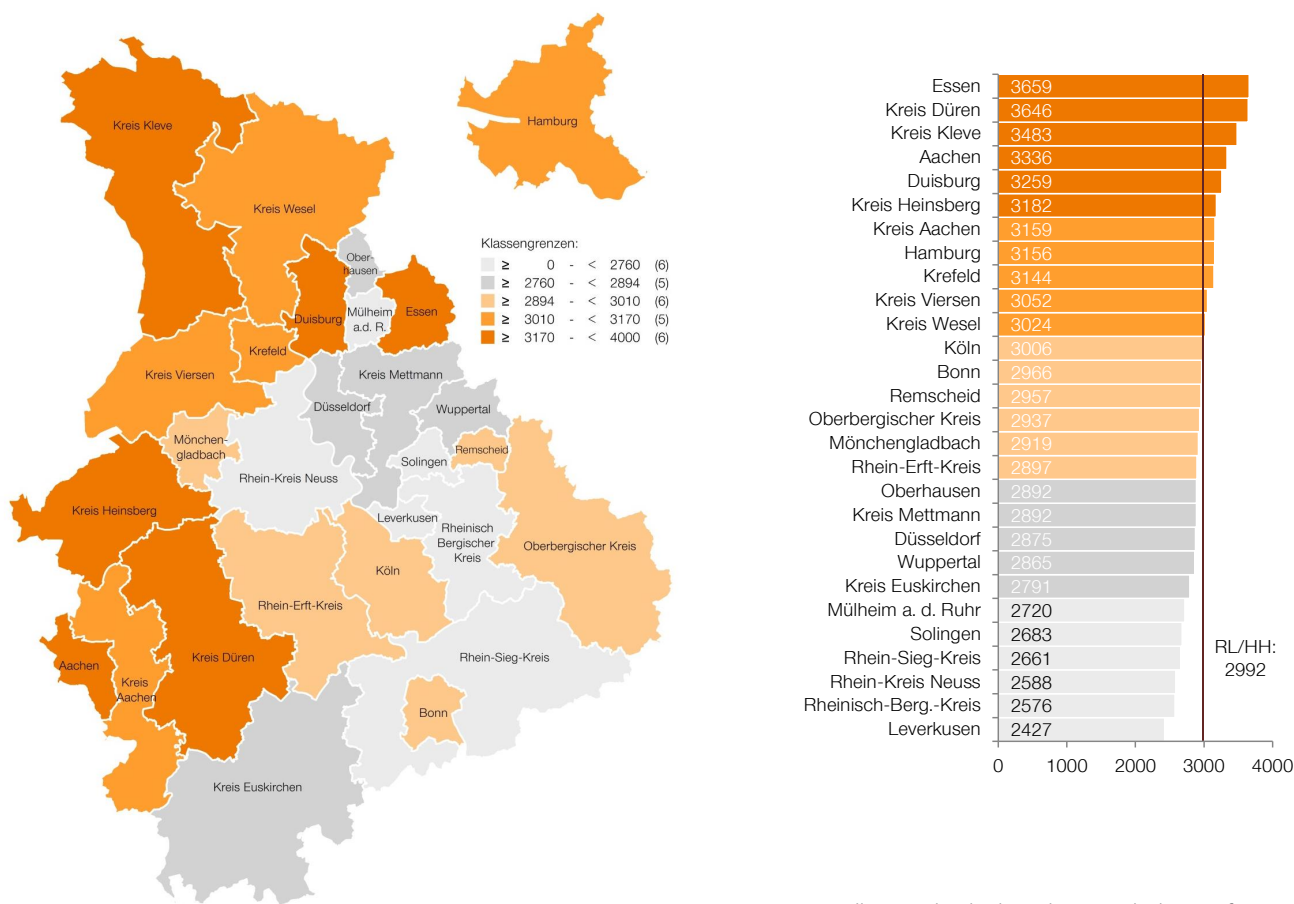 Kreis Kleve
Hamburg
Kreis Wesel
Klassengrenzen:
≥ 0 - < 2760 (6)
≥ 2760 - < 2894 (5)
≥ 2894 - < 3010 (6)
≥ 3010 - < 3170 (5)
≥ 3170 - < 4000 (6)
Ober-
hausen
Duisburg
Mülheim
a.d. R.
Essen
Krefeld
Kreis Viersen
Kreis Mettmann
Düsseldorf
Wuppertal
Mönchen-
gladbach
Remscheid
Solingen
Rhein-Kreis Neuss
Kreis Heinsberg
Leverkusen
Rheinisch
Bergischer
Kreis
Oberbergischer Kreis
Köln
Rhein-Erft-Kreis
Aachen
Kreis Düren
Rhein-Sieg-Kreis
Kreis
Aachen
Bonn
Kreis Euskirchen
Essen 3659
Kreis Düren 3646
Kreis Kleve 3483
Aachen 3336
Duisburg 3259
Kreis Heinsberg 3182
Kreis Aachen 3159
Hamburg 3156
Krefeld 3144
Kreis Viersen 3052
Kreis Wesel 3024
Köln 3006
Bonn 2966
Remscheid 2957
Oberbergischer Kreis 2937
Mönchengladbach 2919
Rhein-Erft-Kreis 2897
Oberhausen 2892
Kreis Mettmann 2892
Düsseldorf 2875
Wuppertal 2865
Kreis Euskirchen 2791
Mülheim a. d. Ruhr 2720
Solingen 2683
Rhein-Sieg-Kreis 2661
Rhein-Kreis Neuss 2588
Rheinisch-Berg.-Kreis 2576
Leverkusen 2427
RL/HH:
2992
0 1000 2000 3000 4000